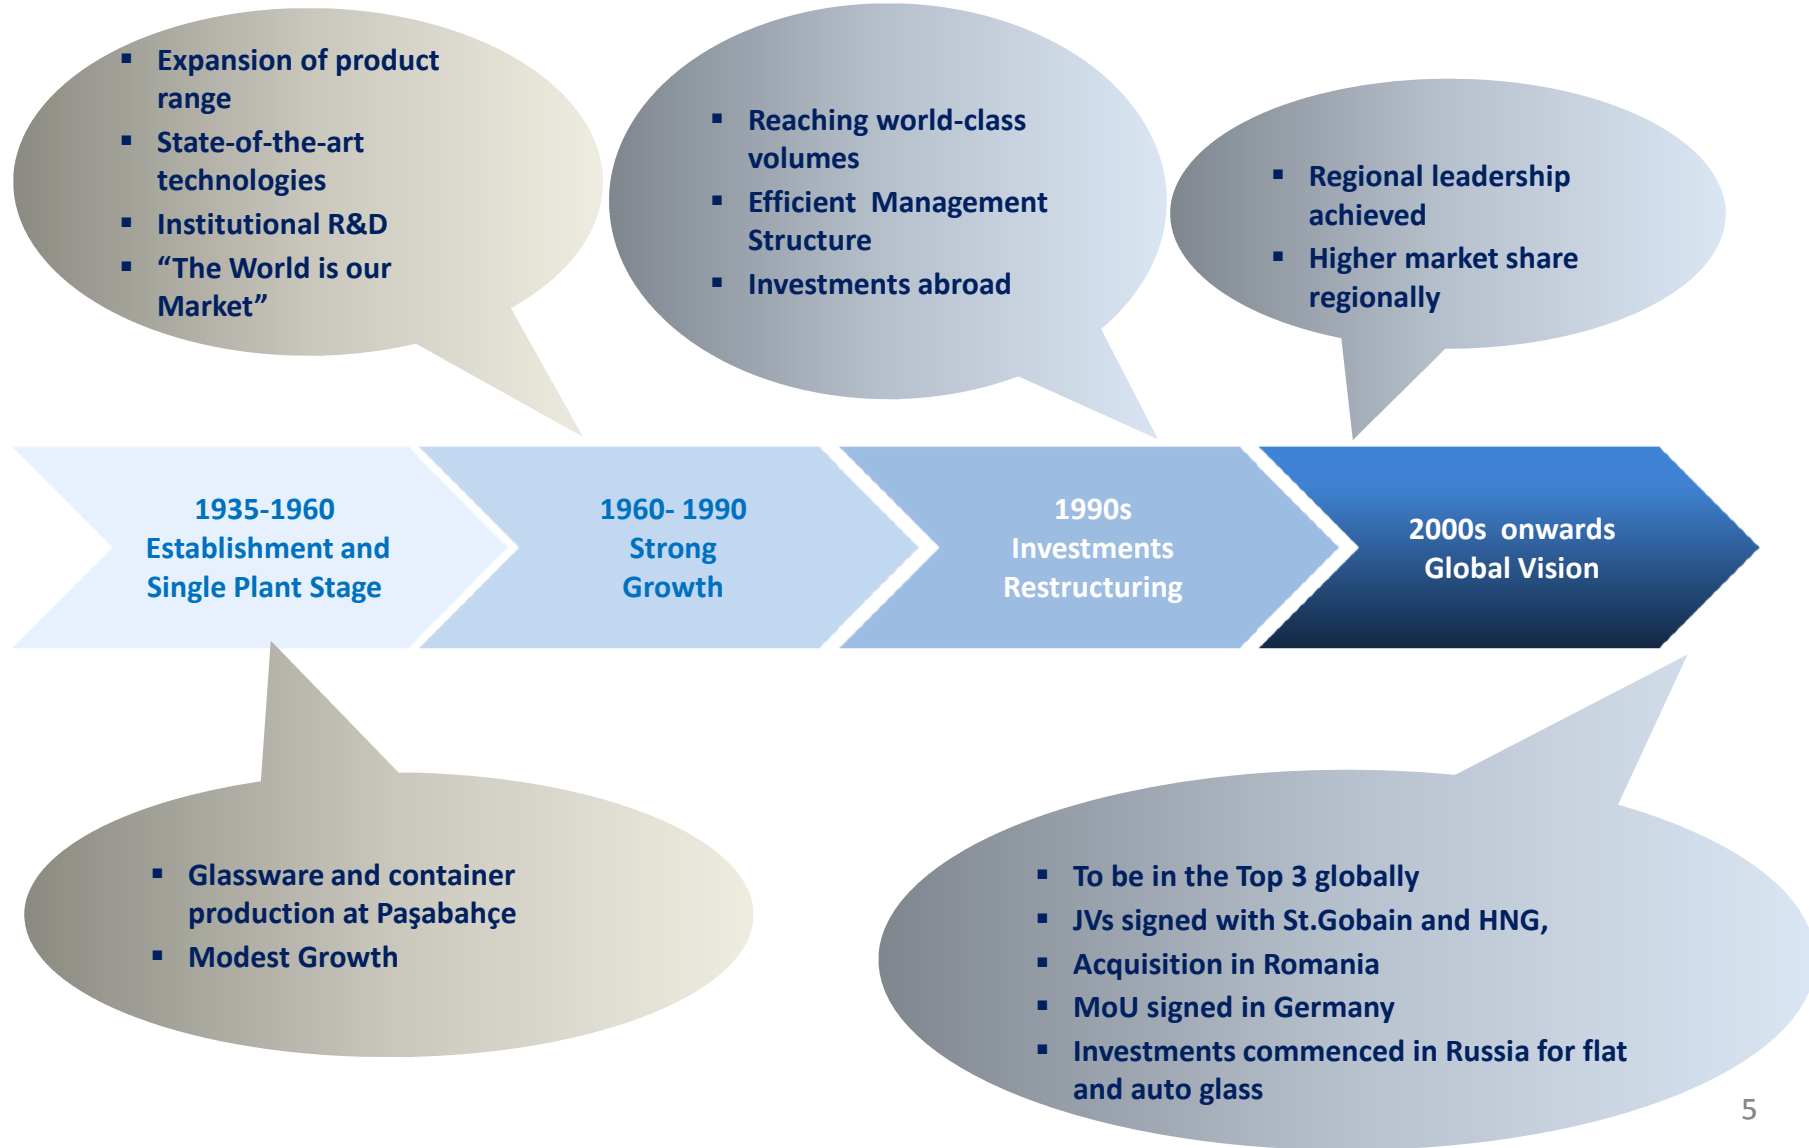 ▪ Expansion of product
range
▪ State-of-the-art
technologies
▪ Institutional R&D
▪ “The World is our
Market”
▪ Reaching world-class
volumes
▪ Efficient  Management
Structure
▪ Investments abroad
▪ Regional leadership
achieved
▪ Higher market share
regionally
1935-1960
Establishment and
Single Plant Stage
1960- 1990
Strong
Growth
1990s
Investments
Restructuring
2000s  onwards
Global Vision
▪ Glassware and container
production at Paşabahçe
▪ Modest Growth
▪ To be in the Top 3 globally
▪ JVs signed with St.Gobain and HNG,
▪ Acquisition in Romania
▪ MoU signed in Germany
▪ Investments commenced in Russia for flat
and auto glass
5